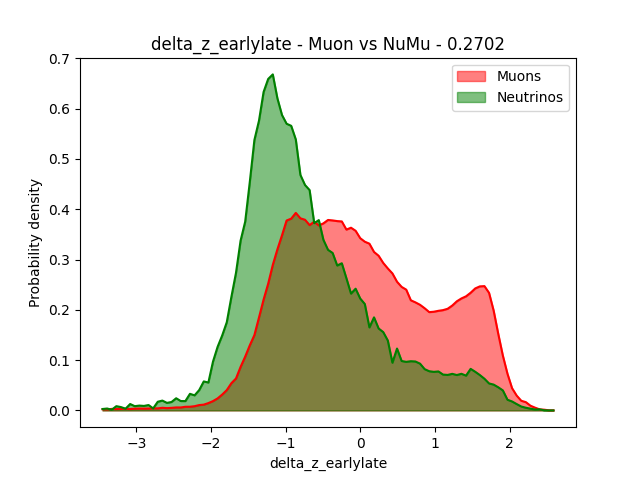 delta_z_earlylate - Muon vs NuMu - 0.2702
Muons
Neutrinos
Probability density
0.7
0.6
0.5
0.4
0.3
0.2
0.1
0.0
−3
−2
−1
0
1
2
delta_z_earlylate